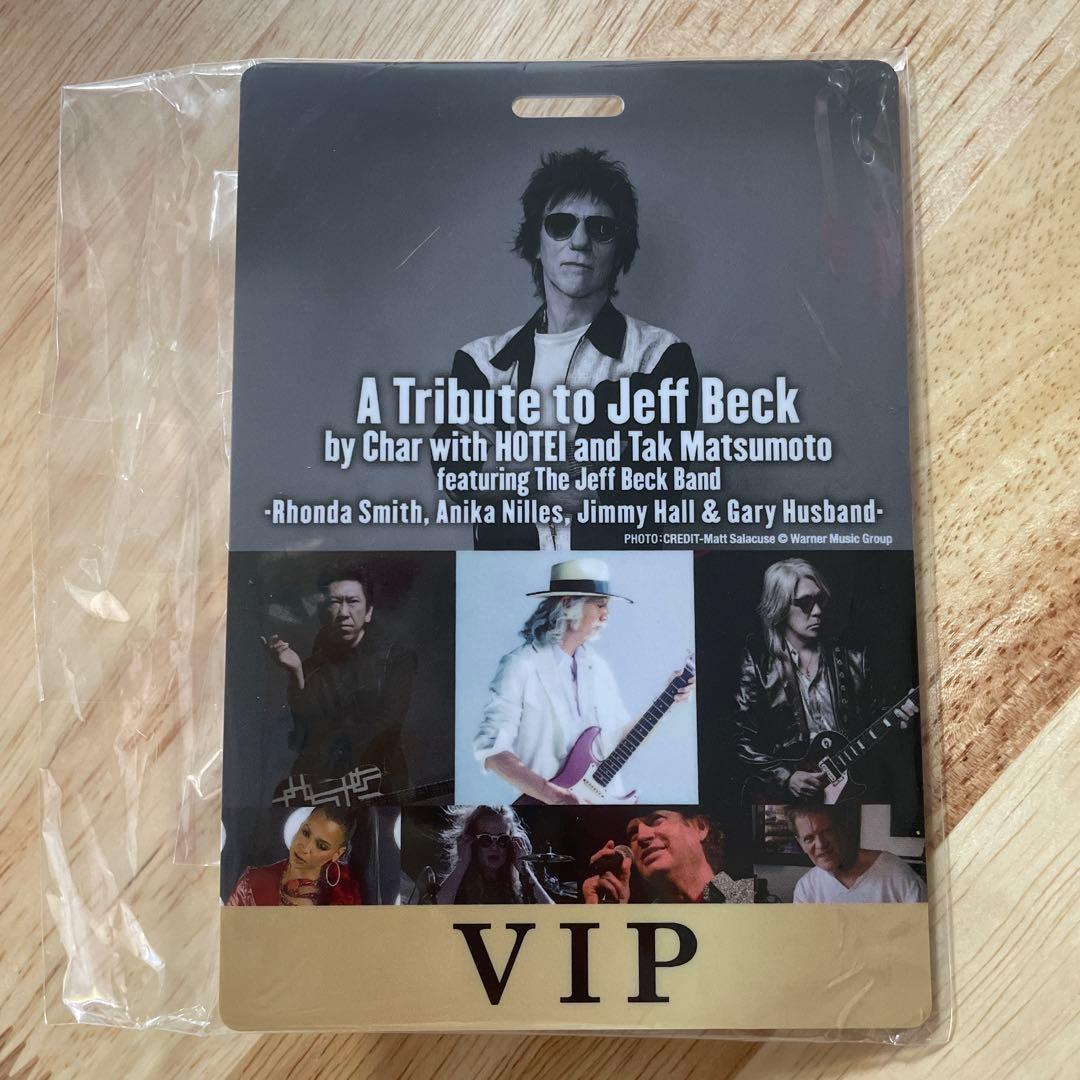 A Tribute to Jeff Beck
by Char with HOTEI and Tak Matsumoto
featuring The Jeff Beck Band
-Rhonda Smith, Anika Nilles, Jimmy Hall & Gary Husband-
PHOTO:CREDIT-Matt Salacuse © Warner Music Group
VIP